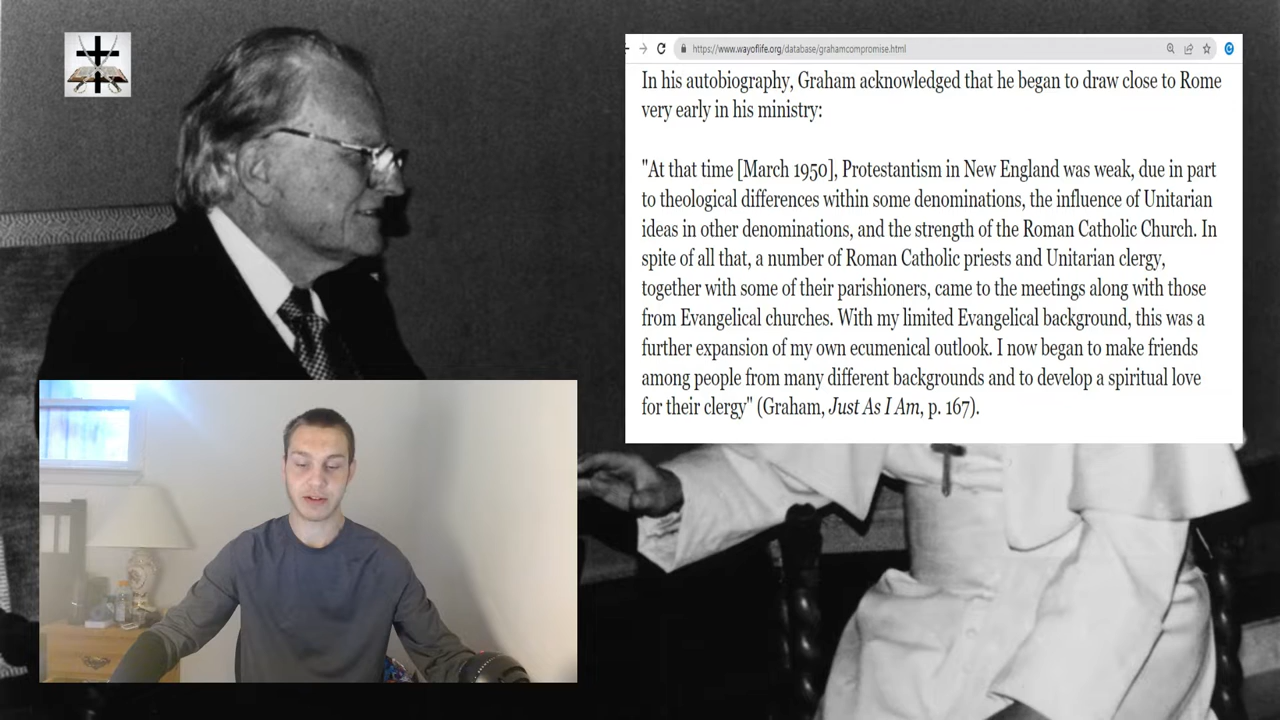 https://www.wayoflife.org/database/grahamcompromise.html
In his autobiography, Graham acknowledged that he began to draw close to Rome
very early in his ministry:
"At that time [March 1950], Protestantism in New England was weak, due in part
to theological differences within some denominations, the influence of Unitarian
ideas in other denominations, and the strength of the Roman Catholic Church. In
spite of all that, a number of Roman Catholic priests and Unitarian clergy,
together with some of their parishioners, came to the meetings along with those
from Evangelical churches. With my limited Evangelical background, this was a
further expansion of my own ecumenical outlook. I now began to make friends
among people from many different backgrounds and to develop a spiritual love
for their clergy" (Graham, Just As I Am, p. 167).